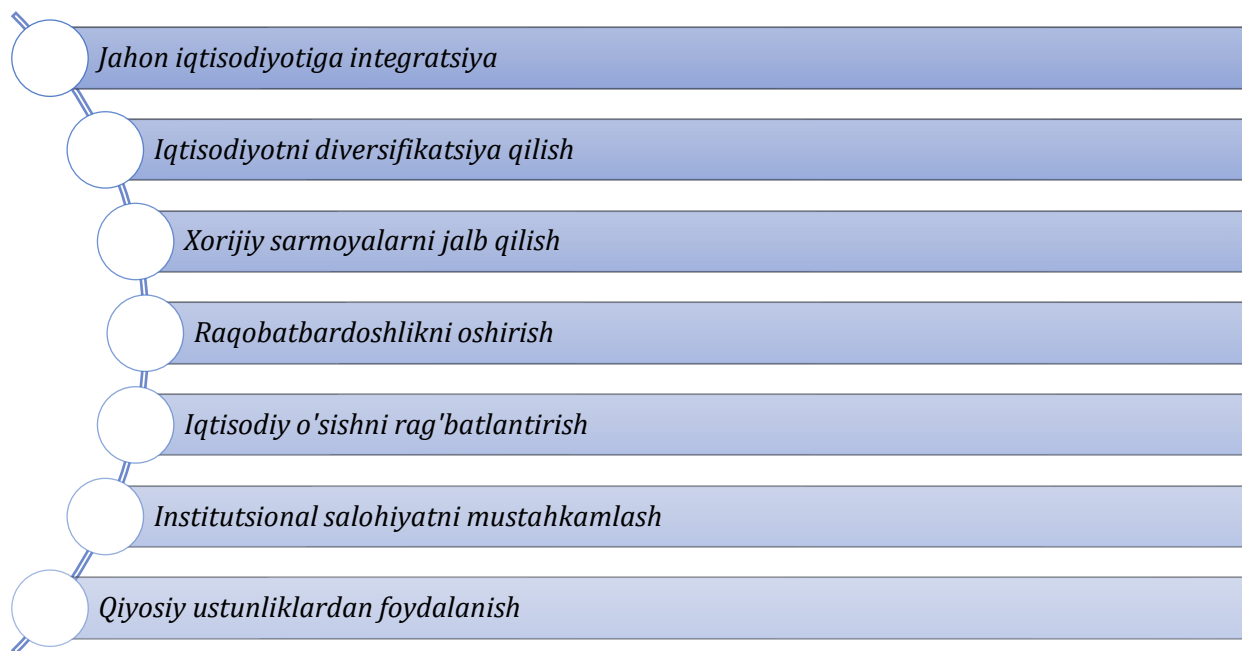 Jahon iqtisodiyotiga integratsiya
Iqtisodiyotni diversifikatsiya qilish
Xorijiy sarmoyalarni jalb qilish
Raqobatbardoshlikni oshirish
Iqtisodiy o'sishni rag'batlantirish
Institutsional salohiyatni mustahkamlash
Qiyosiy ustunliklardan foydalanish